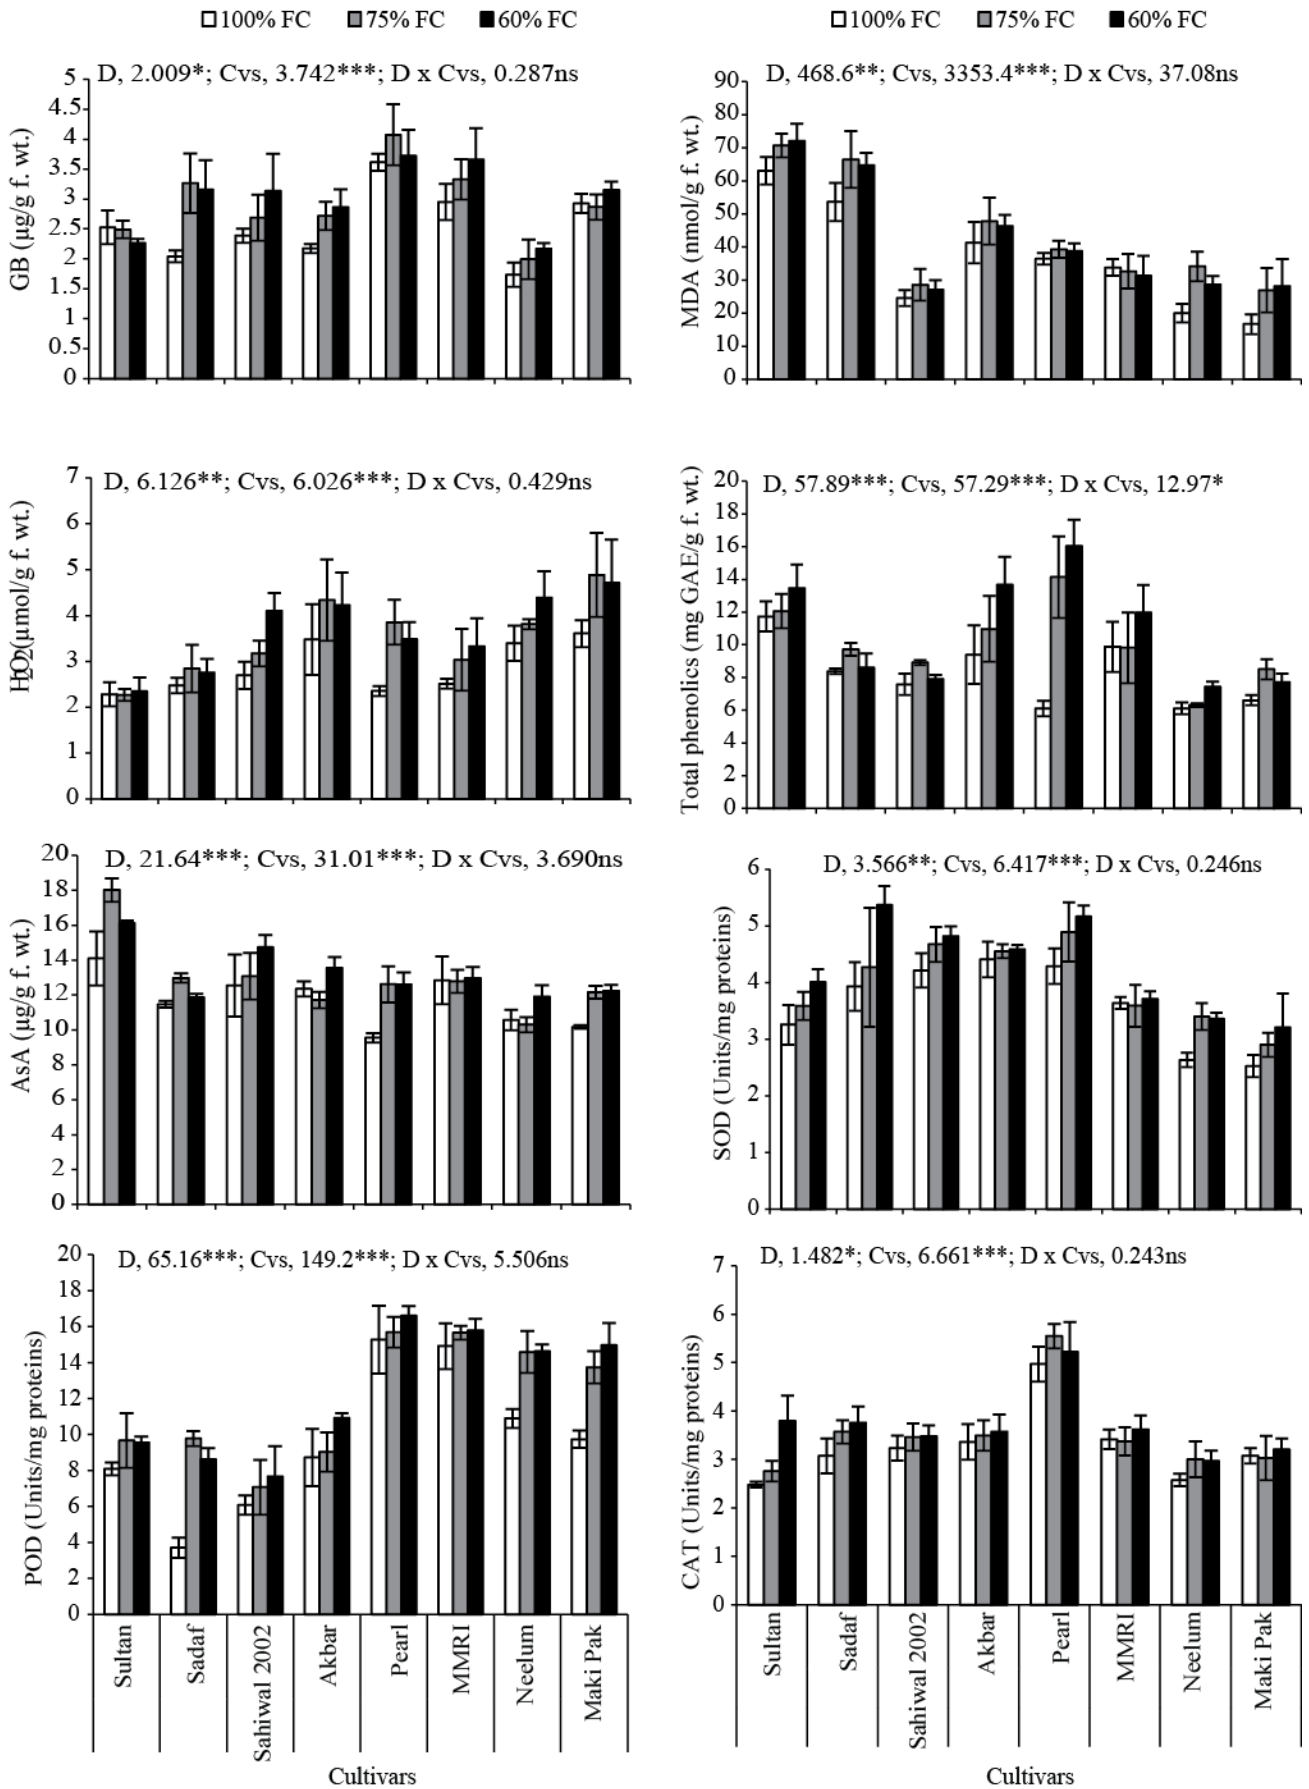 100% FC 75% FC 60% FC
D, 2.009*; Cvs, 3.742***; D x Cvs, 0.287ns
GB (µg/g f. wt.)
5
4.5
4
3.5
3
2.5
2
1.5
1
0.5
0
100% FC 75% FC 60% FC
D, 468.6**; Cvs, 3353.4***; D x Cvs, 37.08ns
MDA (nmol/g f. wt.)
90
80
70
60
50
40
30
20
10
0
D, 6.126**; Cvs, 6.026***; D x Cvs, 0.429ns
H2O2(µmol/g f. wt.)
7
6
5
4
3
2
1
0
D, 57.89***; Cvs, 57.29***; D x Cvs, 12.97*
Total phenolics (mg GAE/g f. wt.)
20
18
16
14
12
10
8
6
4
2
0
D, 21.64***; Cvs, 31.01***; D x Cvs, 3.690ns
AsA (µg/g f. wt.)
20
18
16
14
12
10
8
6
4
2
0
D, 3.566**; Cvs, 6.417***; D x Cvs, 0.246ns
SOD (Units/mg proteins)
6
5
4
3
2
1
0
D, 65.16***; Cvs, 149.2***; D x Cvs, 5.506ns
POD (Units/mg proteins)
20
18
16
14
12
10
8
6
4
2
0
Sultan
Sadaf
Sahiwal 2002
Akbar
Pearl
MMRI
Neelum
Maki Pak
Cultivars
D, 1.482*; Cvs, 6.661***; D x Cvs, 0.243ns
CAT (Units/mg proteins)
7
6
5
4
3
2
1
0
Sultan
Sadaf
Sahiwal 2002
Akbar
Pearl
MMRI
Neelum
Maki Pak
Cultivars